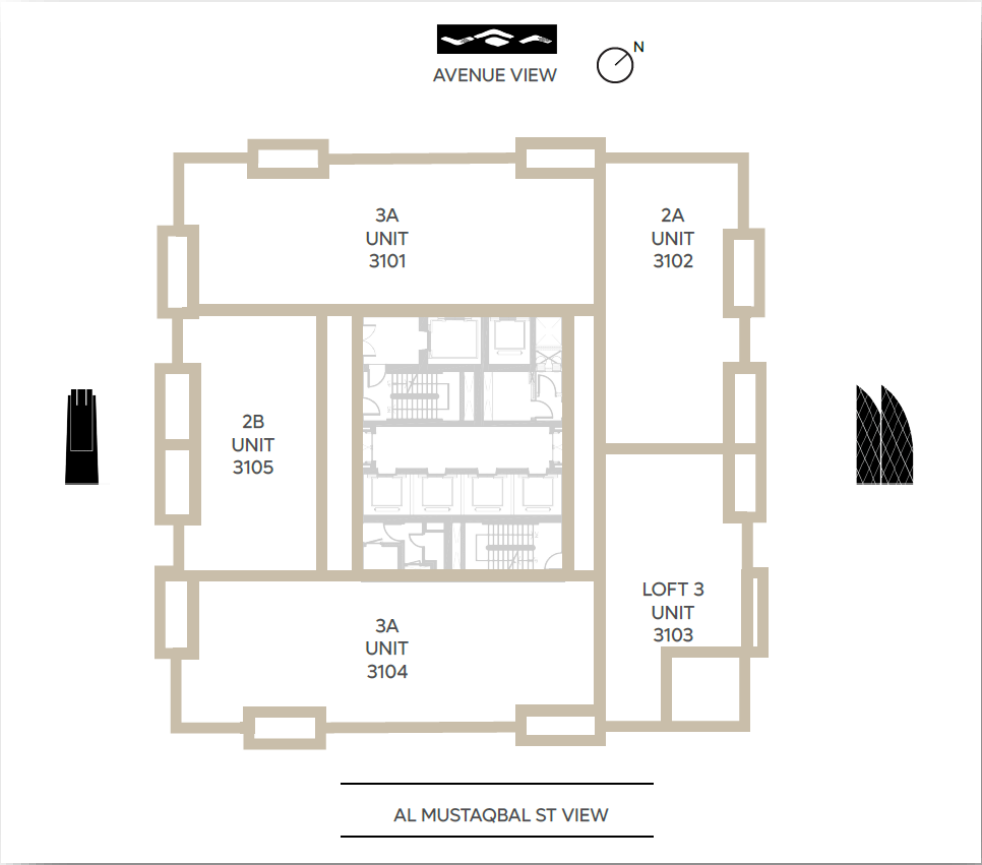 N
AVENUE VIEW
3A
UNIT
3101
2A
UNIT
3102
2B
UNIT
3105
LOFT 3
UNIT
3103
3A
UNIT
3104
AL MUSTAQBAL ST VIEW